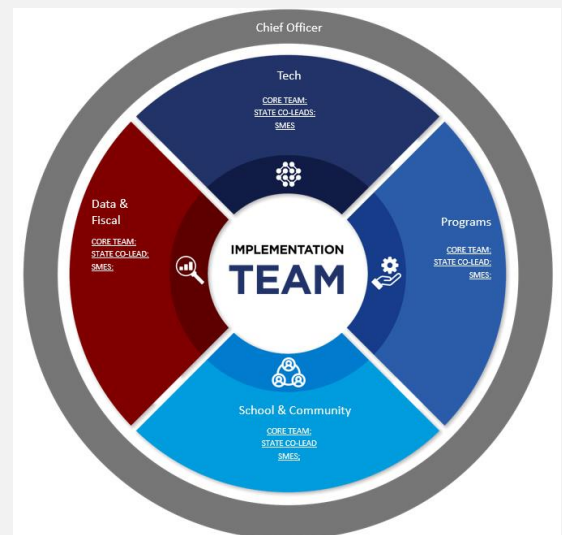 Chief Officer
Tech
CORE TEAM:
STATE CO-LEADS:
SMES
Data &
Fiscal
CORE TEAM:
STATE CO-LEAD:
SMES:
IMPLEMENTATION
TEAM
Programs
CORE TEAM:
STATE CO-LEAD:
SMES:
School & Community
CORE TEAM:
STATE CO-LEAD
SMES: